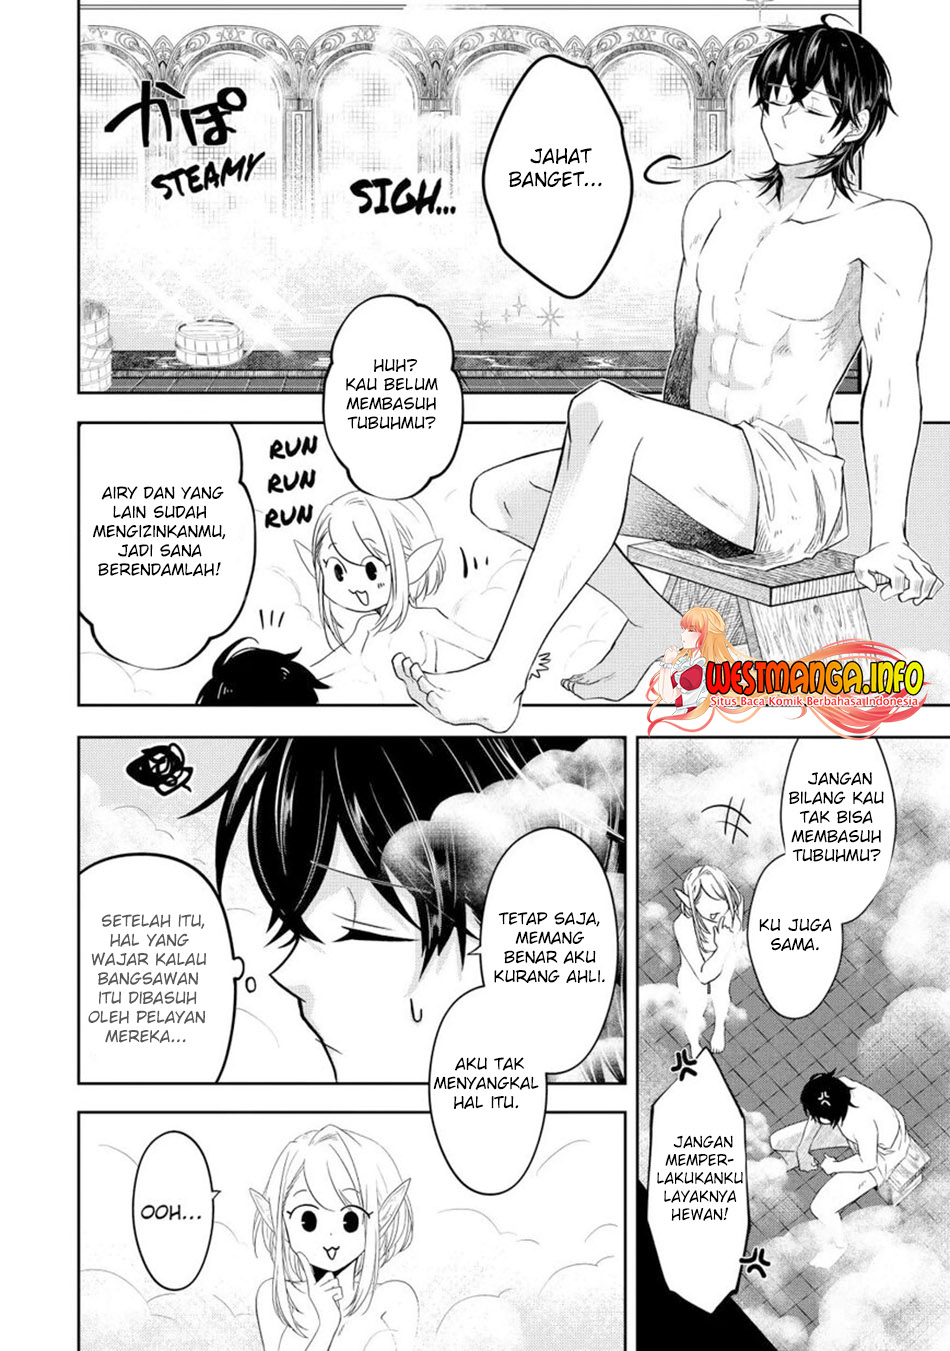 かぽ
STEAMY
SIGH...
JAHAT
BANGET...
HUH?
KAU BELUM
MEMBASUH
TUBUHMU?
RUN
RUN
RUN
AIRY DAN YANG
LAIN SUDAH
MENGIZINKANMU,
JADI SANA
BERENDAMLAH!
WESTMANGA.INFO
Situs Baca Komik Berbahasa Indonesia
JANGAN
BILANG KAU
TAK BISA
MEMBASUH
TUBUHMU?
KU JUGA
SAMA.
JANGAN
MEMPER-
LAKUKANKU
LAYAKNYA
HEWAN!
TETAP SAJA,
MEMANG
BENAR AKU
KURANG AHLI.
AKU TAK
MENYANGKAL
HAL ITU.
SETELAH ITU,
HAL YANG
WAJAR KALAU
BANGSAWAN
ITU DIBASUH
OLEH PELAYAN
MEREKA...
OOH...